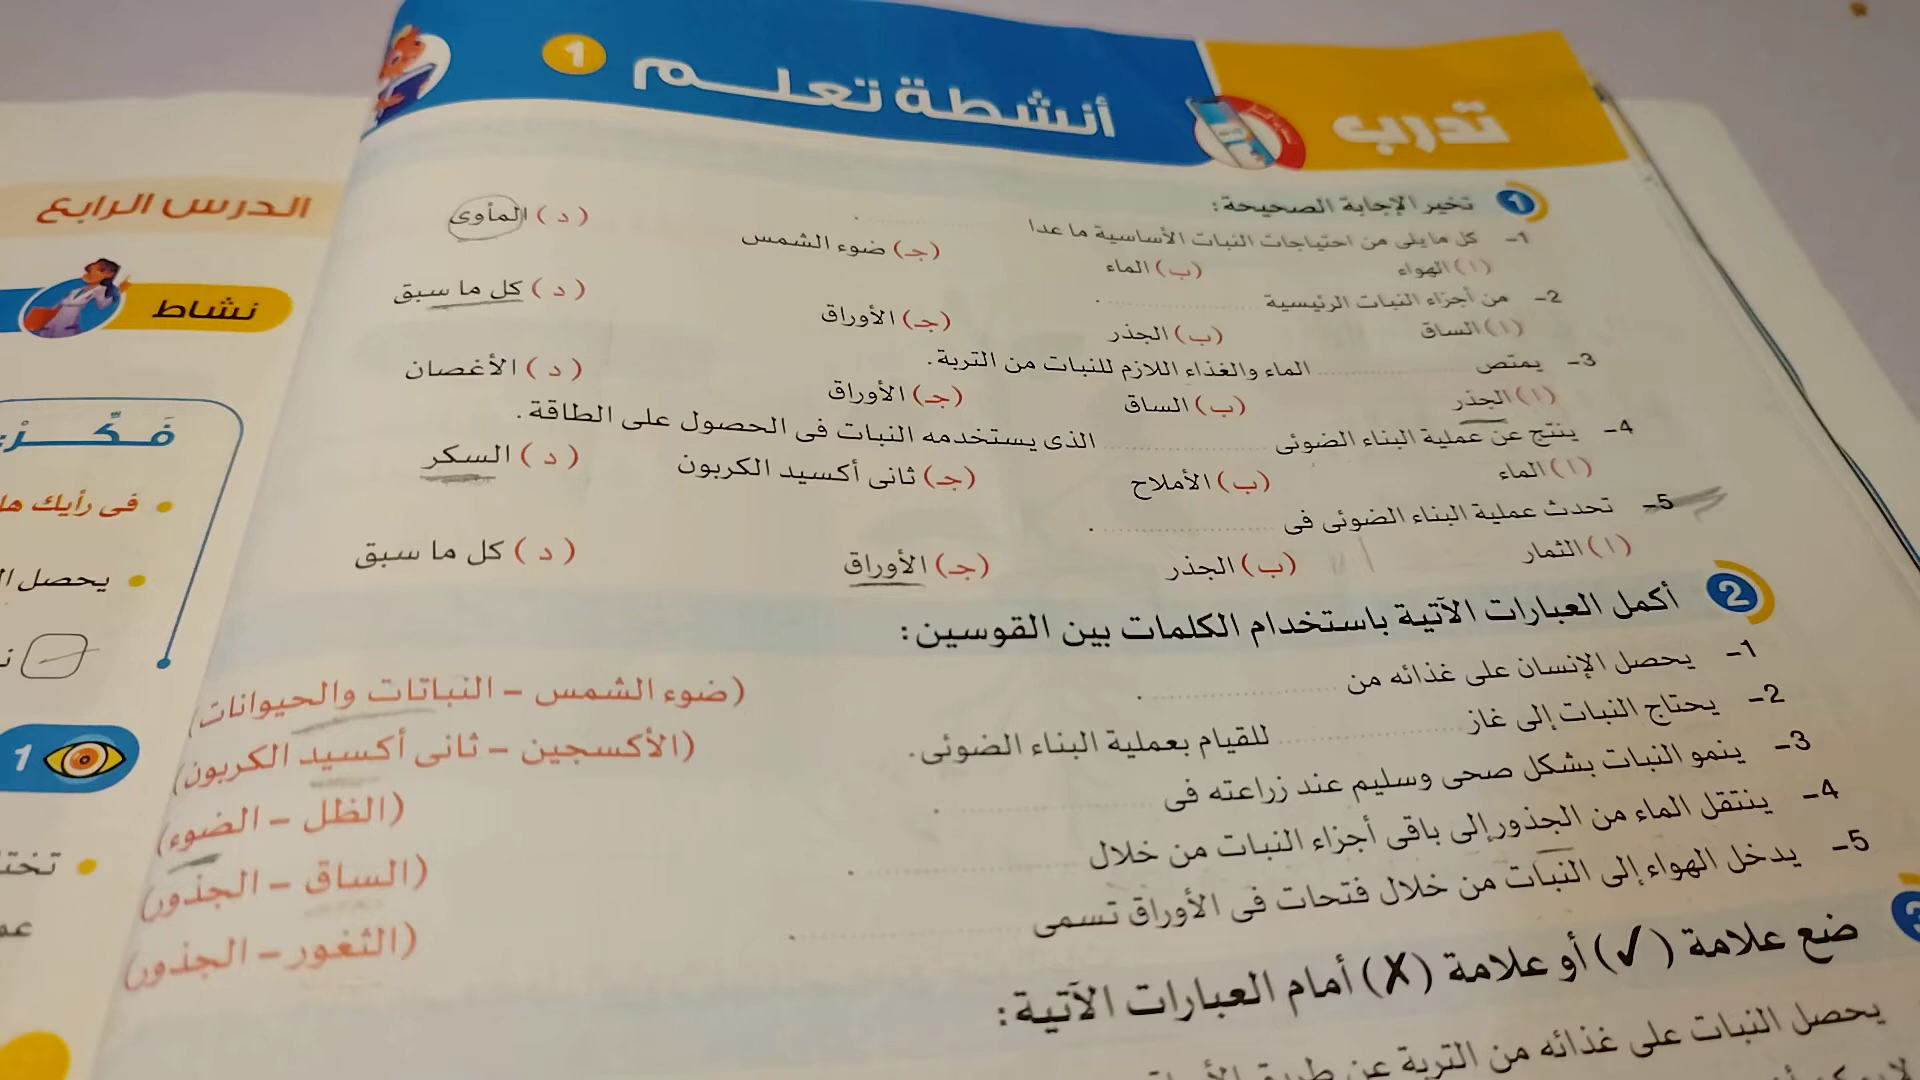 تدرب
أنشطة تعلم 1
1 تخير الإجابة الصحيحة:
1- كل ما يلى من احتياجات النبات الأساسية ما عدا .
(ا) الهواء (ب) الماء (جـ) ضوء الشمس (د) المأوى
2- من أجزاء النبات الرئيسية .
(ا) الساق (ب) الجذر (جـ) الأوراق (د) كل ما سبق
3- يمتص الماء والغذاء اللازم للنبات من التربة.
(ا) الجذر (ب) الساق (جـ) الأوراق (د) الأغصان
4- ينتج عن عملية البناء الضوئى الذى يستخدمه النبات فى الحصول على الطاقة.
(ا) الماء (ب) الأملاح (جـ) ثانى أكسيد الكربون (د) السكر
5- تحدث عملية البناء الضوئى فى .
(ا) الثمار (ب) الجذر (جـ) الأوراق (د) كل ما سبق
2 أكمل العبارات الآتية باستخدام الكلمات بين القوسين:
1- يحصل الإنسان على غذائه من . (ضوء الشمس - النباتات والحيوانات)
2- يحتاج النبات إلى غاز للقيام بعملية البناء الضوئى. (الأكسجين - ثانى أكسيد الكربون)
3- ينمو النبات بشكل صحى وسليم عند زراعته فى . (الظل - الضوء)
4- ينتقل الماء من الجذور إلى باقى أجزاء النبات من خلال . (الساق - الجذور)
5- يدخل الهواء إلى النبات من خلال فتحات فى الأوراق تسمى . (الثغور - الجذور)
3 ضع علامة (✓) أو علامة (✗) أمام العبارات الآتية:
يحصل النبات على غذائه من التربة عن
الدرس الرابع
نشاط
فَـكِّـرْ
فى رأيك
يحصل
1